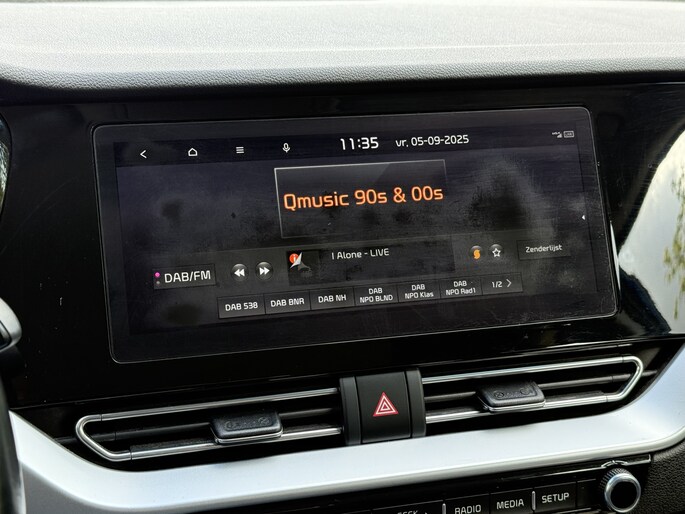 11:35 vr. 05-09-2025
Qmusic 90s & 00s
I Alone - LIVE
DAB/FM
Zenderlijst
DAB 538
DAB BNR
DAB NH
DAB
NPO BLND
DAB
NPO Klas
DAB
NPO Rad1
1/2
RADIO
MEDIA
SETUP